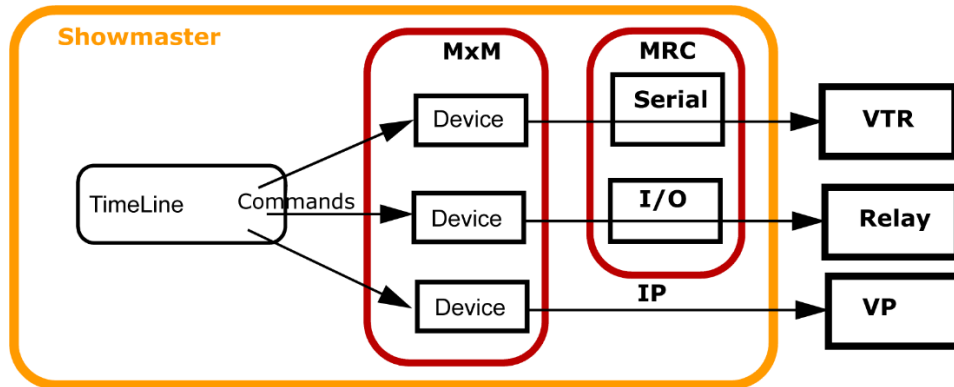 Showmaster
MxM
MRC
Device
Serial
VTR
TimeLine
Commands
Device
I/O
Relay
Device
IP
VP